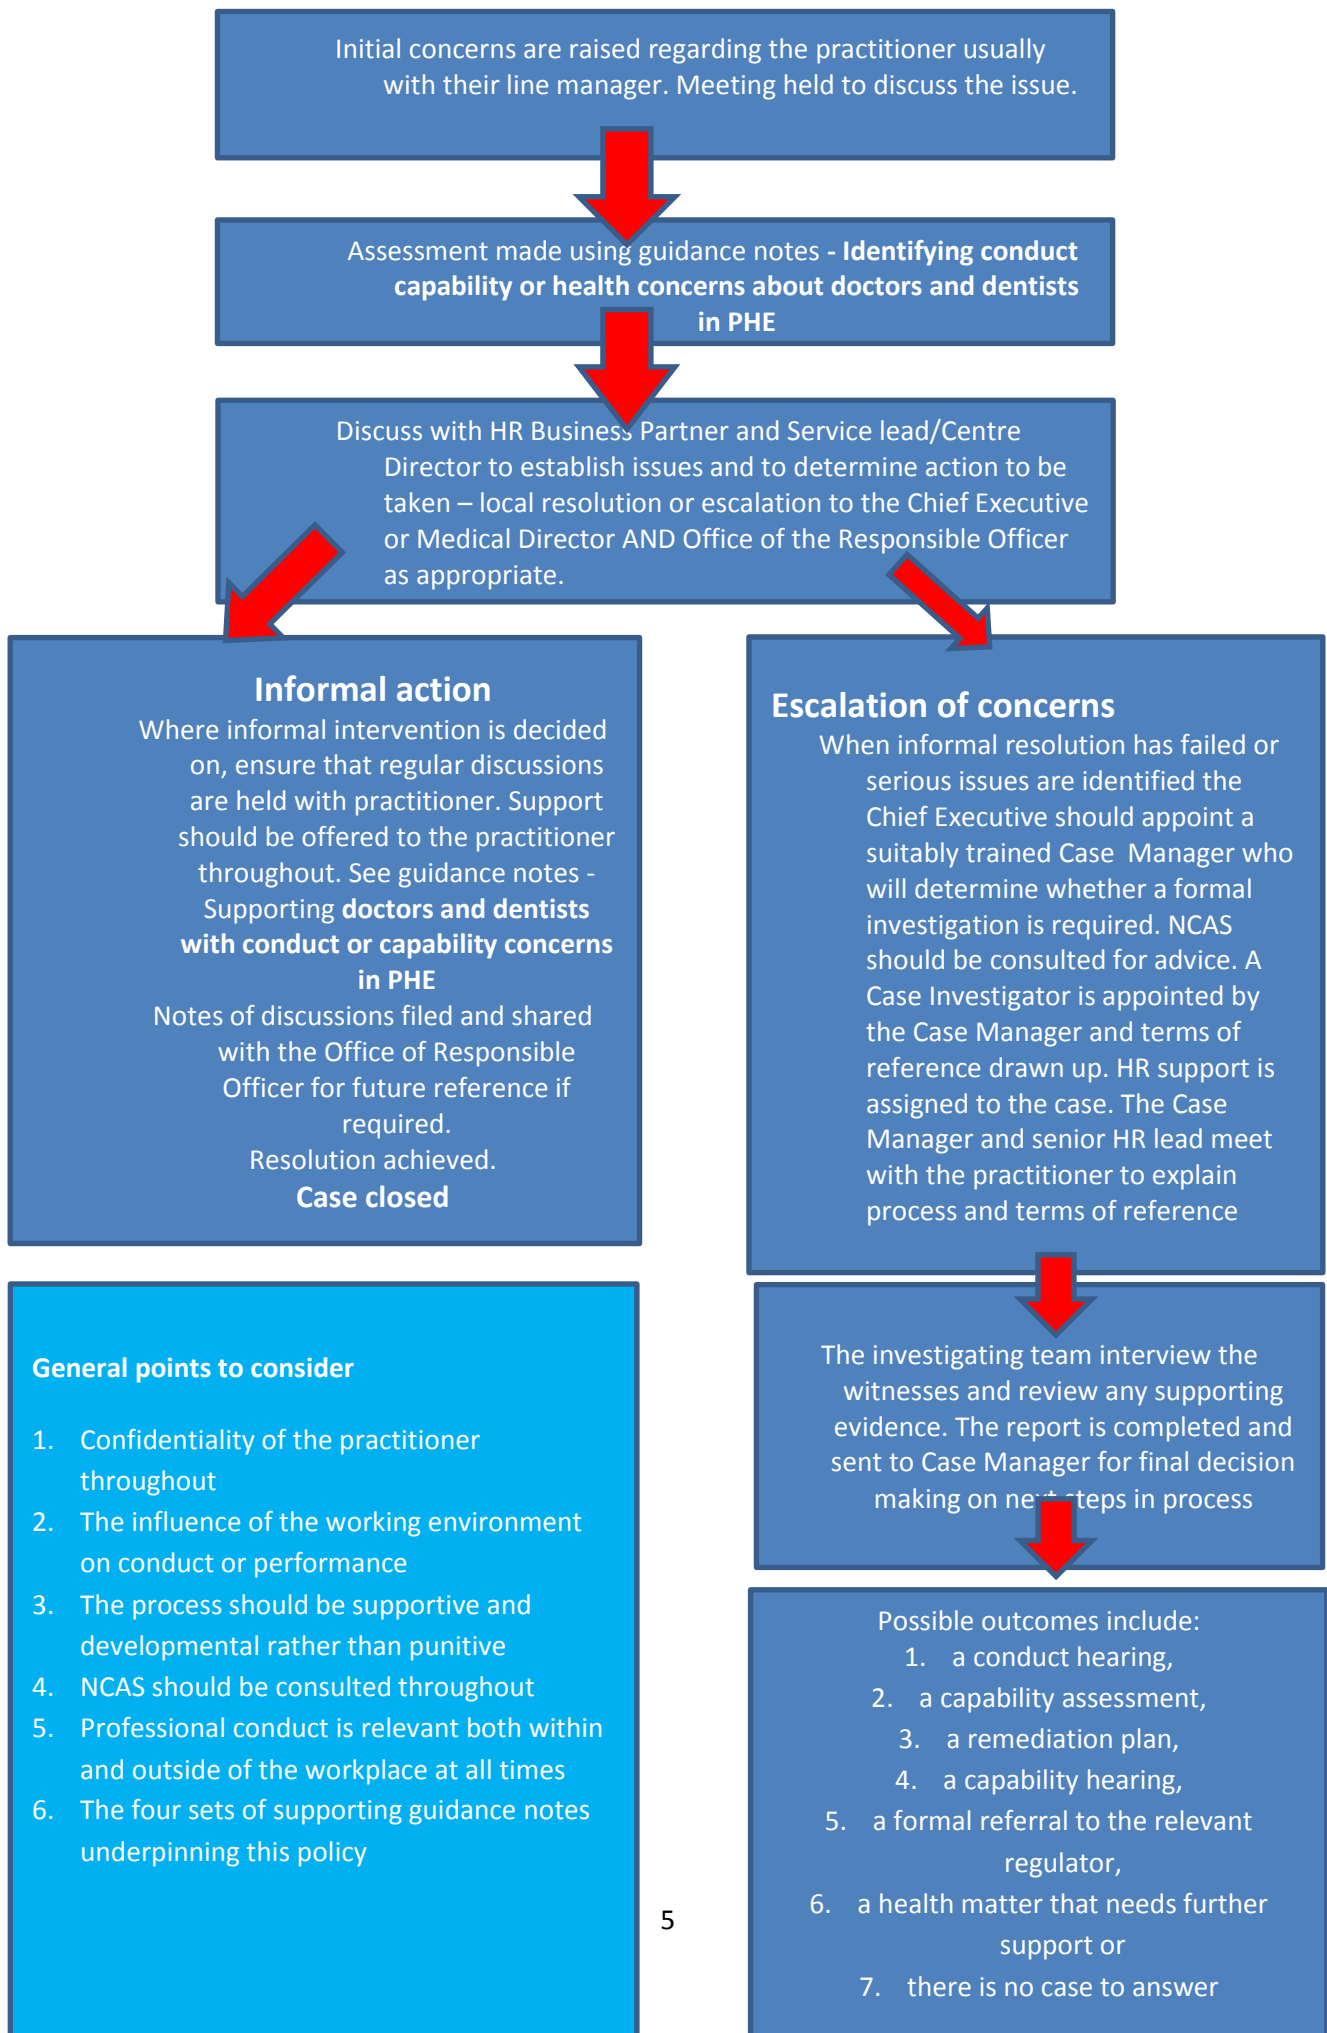 Initial concerns are raised regarding the practitioner usually
with their line manager. Meeting held to discuss the issue.
Assessment made using guidance notes - Identifying conduct
capability or health concerns about doctors and dentists
in PHE
Discuss with HR Business Partner and Service lead/Centre
Director to establish issues and to determine action to be
taken – local resolution or escalation to the Chief Executive
or Medical Director AND Office of the Responsible Officer
as appropriate.
Informal action
Where informal intervention is decided
on, ensure that regular discussions
are held with practitioner. Support
should be offered to the practitioner
throughout. See guidance notes -
Supporting doctors and dentists
with conduct or capability concerns
in PHE
Notes of discussions filed and shared
with the Office of Responsible
Officer for future reference if
required.
Resolution achieved.
Case closed
Escalation of concerns
When informal resolution has failed or
serious issues are identified the
Chief Executive should appoint a
suitably trained Case  Manager who
will determine whether a formal
investigation is required. NCAS
should be consulted for advice. A
Case Investigator is appointed by
the Case Manager and terms of
reference drawn up. HR support is
assigned to the case. The Case
Manager and senior HR lead meet
with the practitioner to explain
process and terms of reference
General points to consider
1. Confidentiality of the practitioner
throughout
2. The influence of the working environment
on conduct or performance
3. The process should be supportive and
developmental rather than punitive
4. NCAS should be consulted throughout
5. Professional conduct is relevant both within
and outside of the workplace at all times
6. The four sets of supporting guidance notes
underpinning this policy
The investigating team interview the
witnesses and review any supporting
evidence. The report is completed and
sent to Case Manager for final decision
making on next steps in process
Possible outcomes include:
1. a conduct hearing,
2. a capability assessment,
3. a remediation plan,
4. a capability hearing,
5. a formal referral to the relevant
regulator,
6. a health matter that needs further
support or
7. there is no case to answer
5